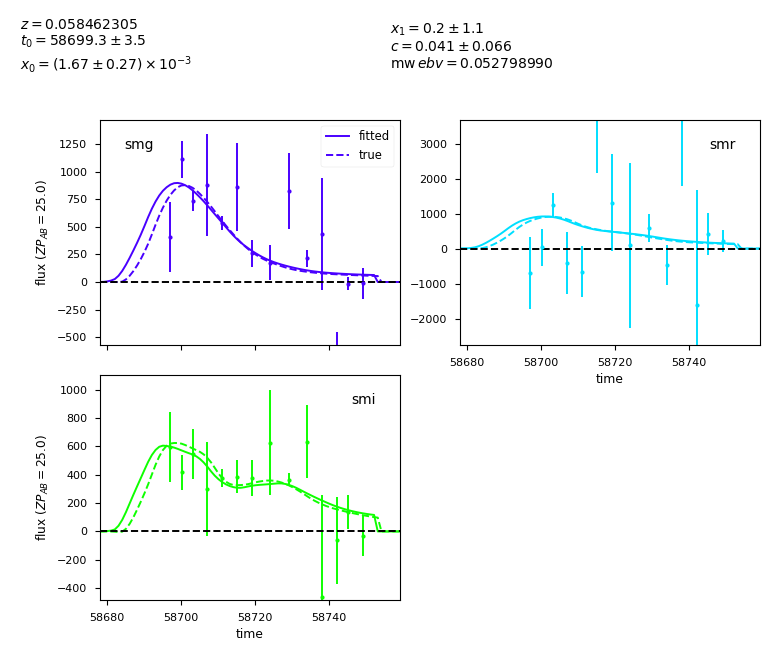 z = 0.058462305
t₀ = 58699.3 ± 3.5
x₀ = (1.67 ± 0.27) × 10⁻³
x₁ = 0.2 ± 1.1
c = 0.041 ± 0.066
mwebv = 0.052798990
smg
fitted
true
1250
1000
750
500
250
0
−250
−500
flux (ZP_AB = 25.0)
smr
3000
2000
1000
0
−1000
−2000
58680 58700 58720 58740
time
smi
1000
800
600
400
200
0
−200
−400
flux (ZP_AB = 25.0)
58680 58700 58720 58740
time